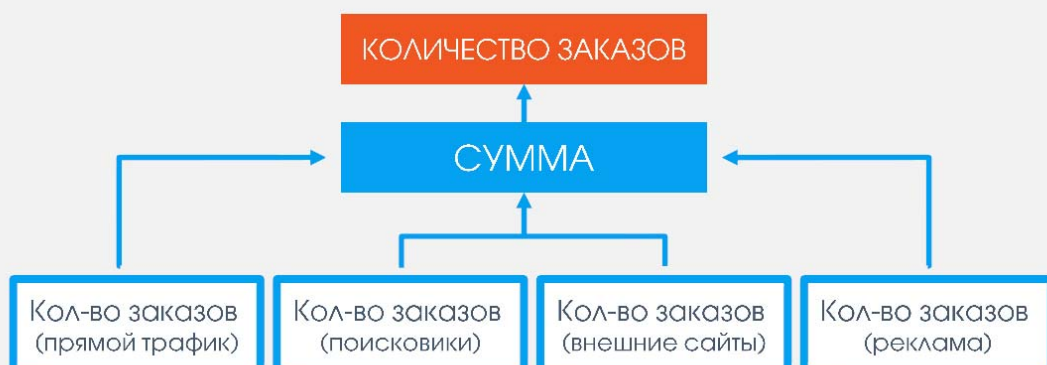 КОЛИЧЕСТВО ЗАКАЗОВ
СУММА
Кол-во заказов
(прямой трафик)
Кол-во заказов
(поисковики)
Кол-во заказов
(внешние сайты)
Кол-во заказов
(реклама)